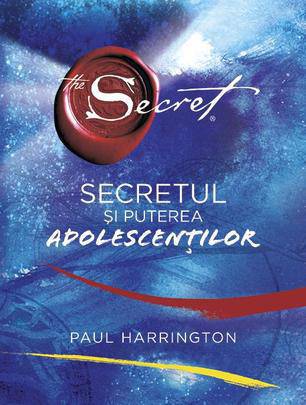 the Secret®
SECRETUL
ȘI PUTEREA
ADOLESCENȚILOR
PAUL HARRINGTON